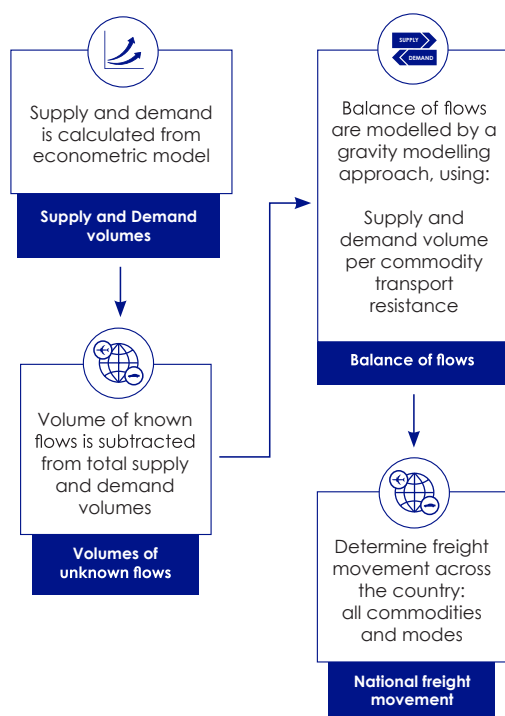 Supply and demand
is calculated from
econometric model
Supply and Demand
volumes
Volume of known
flows is subtracted
from total supply
and demand
volumes
Volumes of
unknown flows
SUPPLY
DEMAND
Balance of flows
are modelled by a
gravity modelling
approach, using:
Supply and
demand volume
per commodity
transport
resistance
Balance of flows
Determine freight
movement across
the country:
all commodities
and modes
National freight
movement